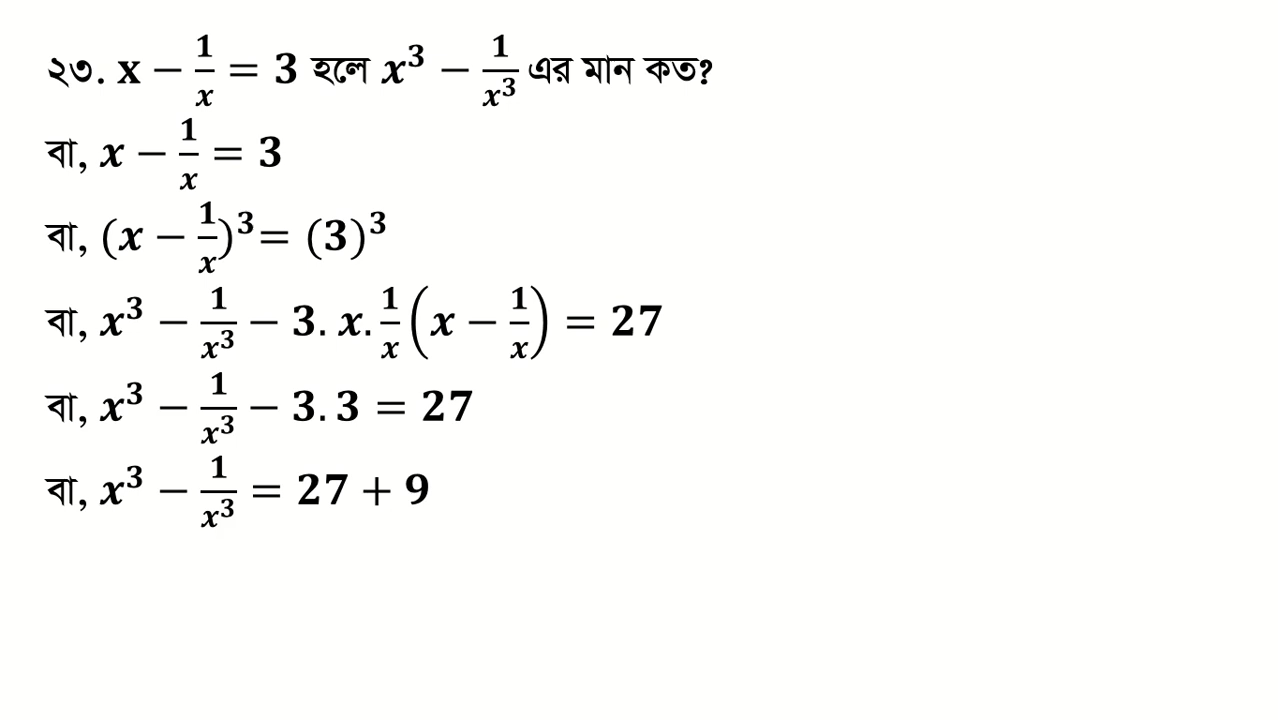 ২৩. x − 1/x = 3 হলে x³ − 1/x³ এর মান কত?
বা, x − 1/x = 3
বা, (x − 1/x)³= (3)³
বা, x³ − 1/x³ − 3. x. 1/x (x − 1/x) = 27
বা, x³ − 1/x³ − 3. 3 = 27
বা, x³ − 1/x³ = 27 + 9